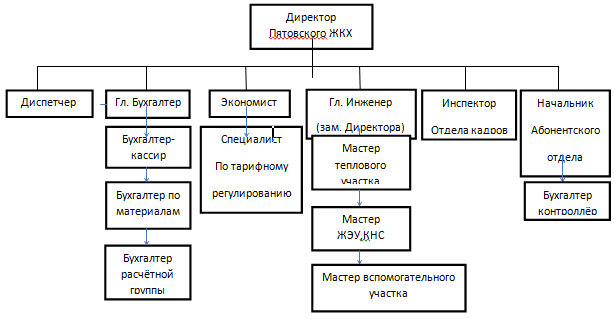 Директор
Пятовского ЖКХ
Диспетчер
Гл. Бухгалтер
Экономист
Гл. Инженер
(зам. Директора)
Инспектор
Отдела кадров
Начальник
Абонентского
отдела
Бухгалтер-
кассир
Специалист
По тарифному
регулированию
Мастер
теплового
участка
Бухгалтер по
материалам
Бухгалтер
контроллёр
Мастер
ЖЭУ,КНС
Бухгалтер
расчётной
группы
Мастер вспомогательного
участка